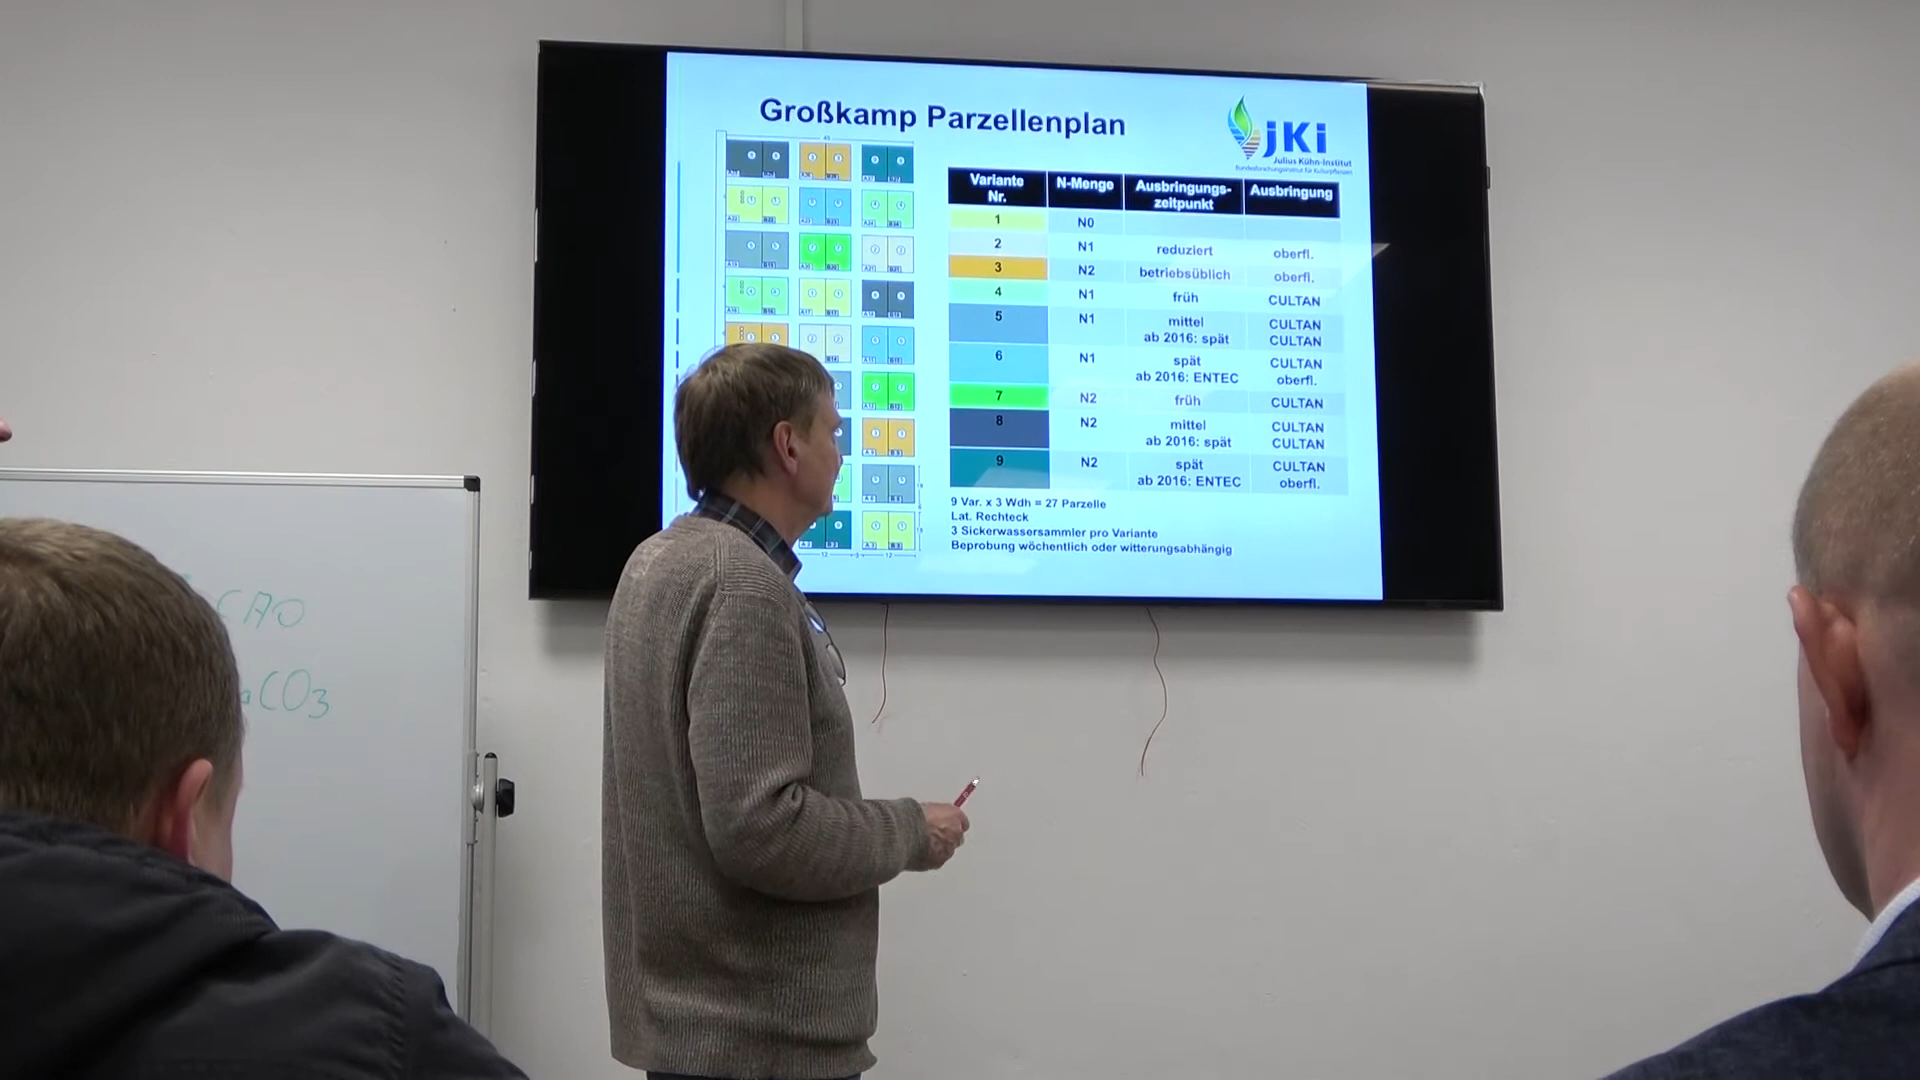 Großkamp Parzellenplan
jKi
Julius Kühn-Institut
Bundesforschungsinstitut für Kulturpflanzen
Variante Nr. N-Menge Ausbringungs-zeitpunkt Ausbringung
1 N0
2 N1 reduziert oberfl.
3 N2 betriebsüblich oberfl.
4 N1 früh CULTAN
5 N1 mittel CULTAN
ab 2016: spät CULTAN
6 N1 spät CULTAN
ab 2016: ENTEC oberfl.
7 N2 früh CULTAN
8 N2 mittel CULTAN
ab 2016: spät CULTAN
9 N2 spät CULTAN
ab 2016: ENTEC oberfl.
9 Var. x 3 Wdh = 27 Parzelle
Lat. Rechteck
3 Sickerwassersammler pro Variante
Beprobung wöchentlich oder witterungsabhängig
CAO
CO3